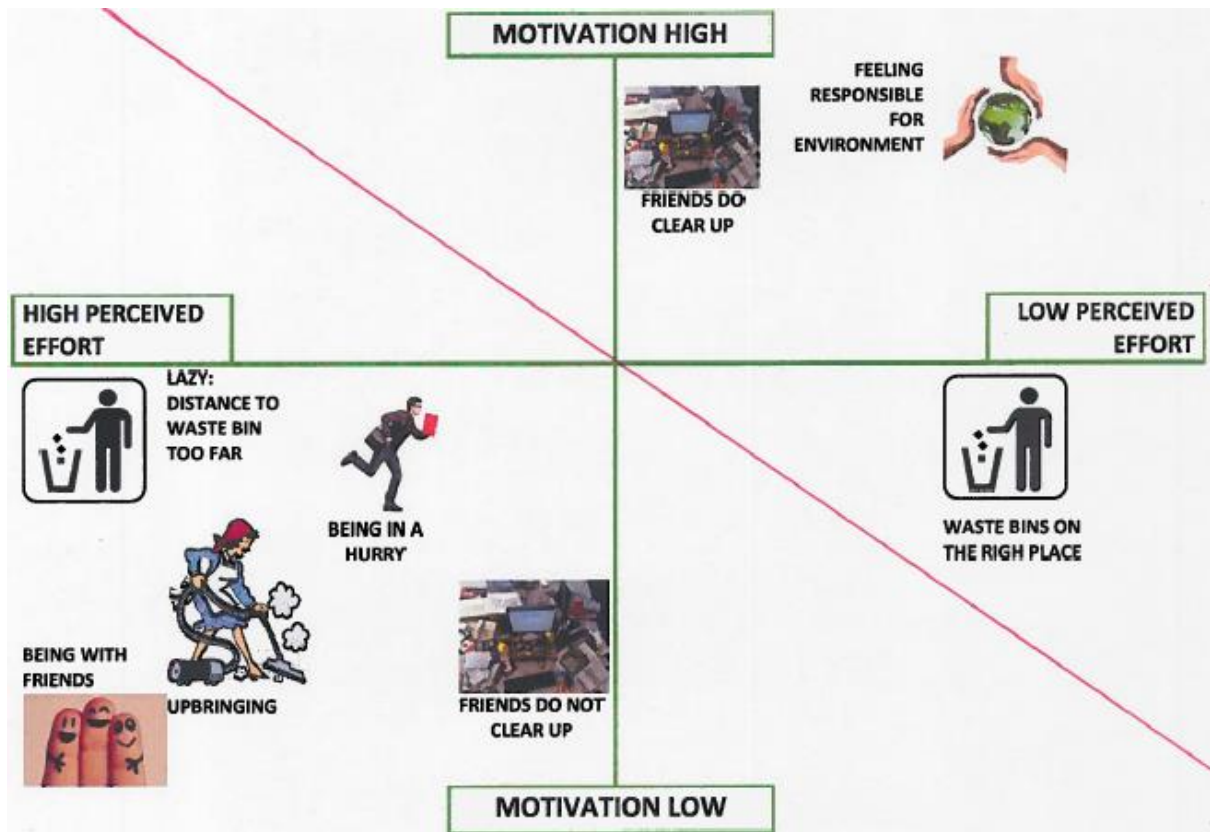 MOTIVATION HIGH
FEELING
RESPONSIBLE
FOR
ENVIRONMENT
FRIENDS DO
CLEAR UP
HIGH PERCEIVED
EFFORT
LOW PERCEIVED
EFFORT
LAZY:
DISTANCE TO
WASTE BIN
TOO FAR
BEING IN A
HURRY
WASTE BINS ON
THE RIGH PLACE
BEING WITH
FRIENDS
UPBRINGING
FRIENDS DO NOT
CLEAR UP
MOTIVATION LOW